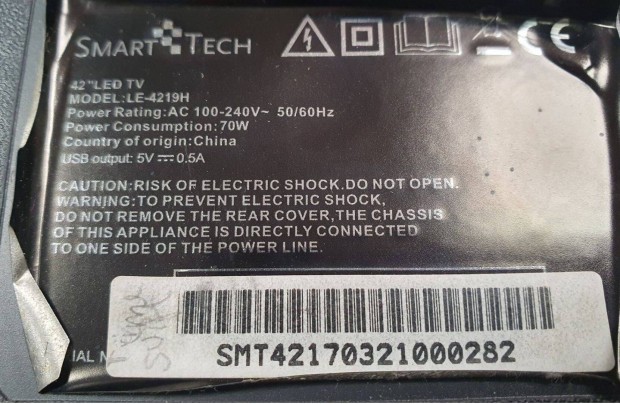 SMART TECH
CE
42"LED TV
MODEL:LE-4219H
Power Rating:AC 100-240V~ 50/60Hz
Power Consumption:70W
Country of origin:China
USB output: 5V⎓0.5A
CAUTION:RISK OF ELECTRIC SHOCK.DO NOT OPEN.
WARNING:TO PREVENT ELECTRIC SHOCK,
DO NOT REMOVE THE REAR COVER,THE CHASSIS
OF THIS APPLIANCE IS DIRECTLY CONNECTED
TO ONE SIDE OF THE POWER LINE.
IAL N
SMT42170321000282